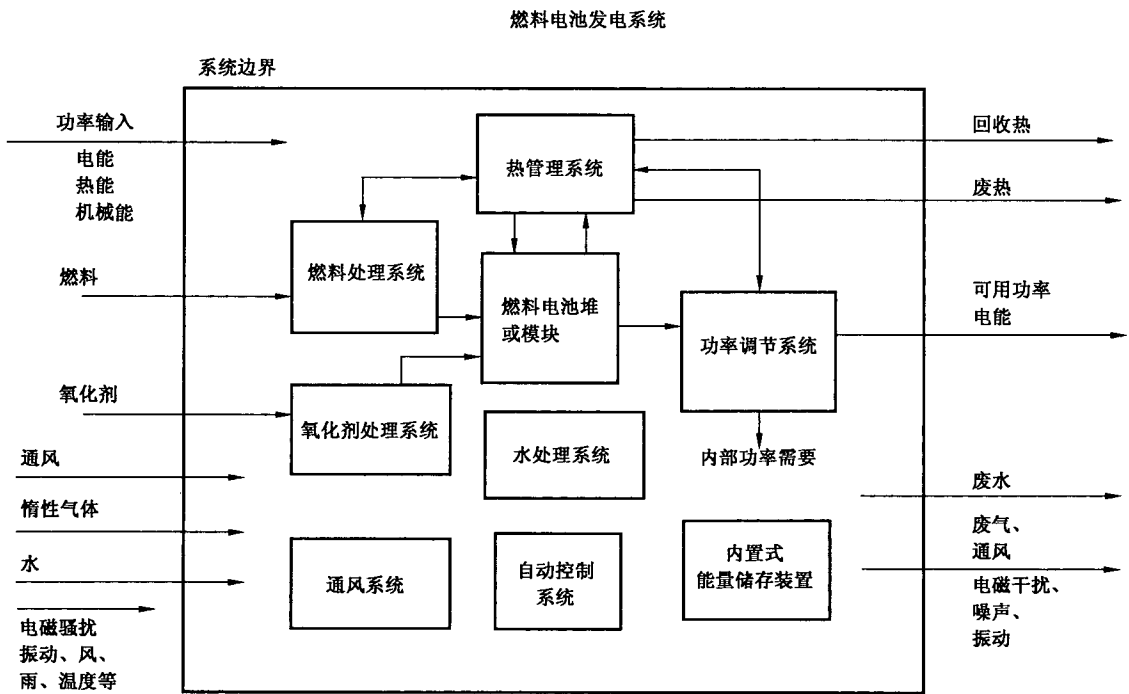 燃料电池发电系统
系统边界
功率输入
电能
热能
机械能
燃料
氧化剂
通风
惰性气体
水
电磁骚扰
振动、风、
雨、温度等
热管理系统
燃料处理系统
燃料电池堆
或模块
功率调节系统
氧化剂处理系统
水处理系统
内部功率需要
通风系统
自动控制
系统
内置式
能量储存装置
回收热
废热
可用功率
电能
废水
废气、
通风
电磁干扰、
噪声、
振动